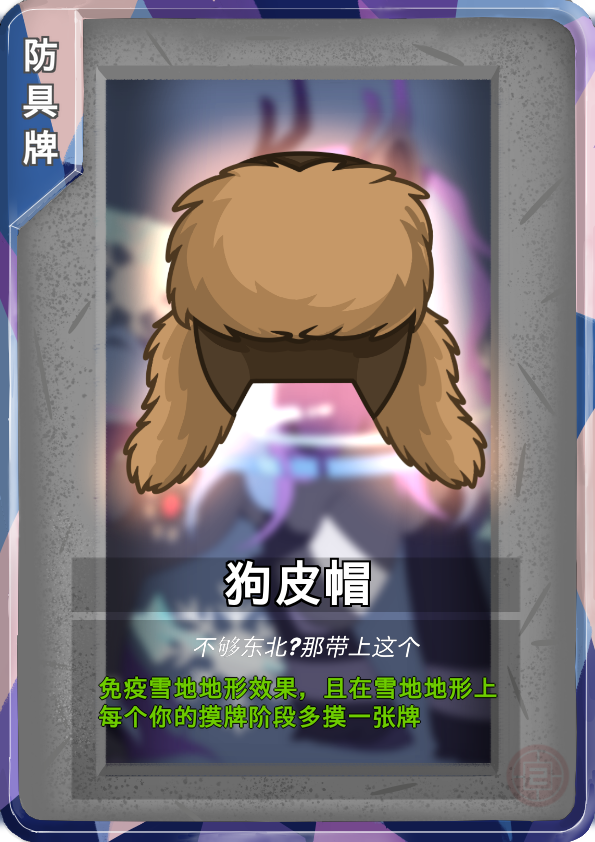 防具牌
狗皮帽
不够东北?那带上这个
免疫雪地地形效果，且在雪地地形上
每个你的摸牌阶段多摸一张牌